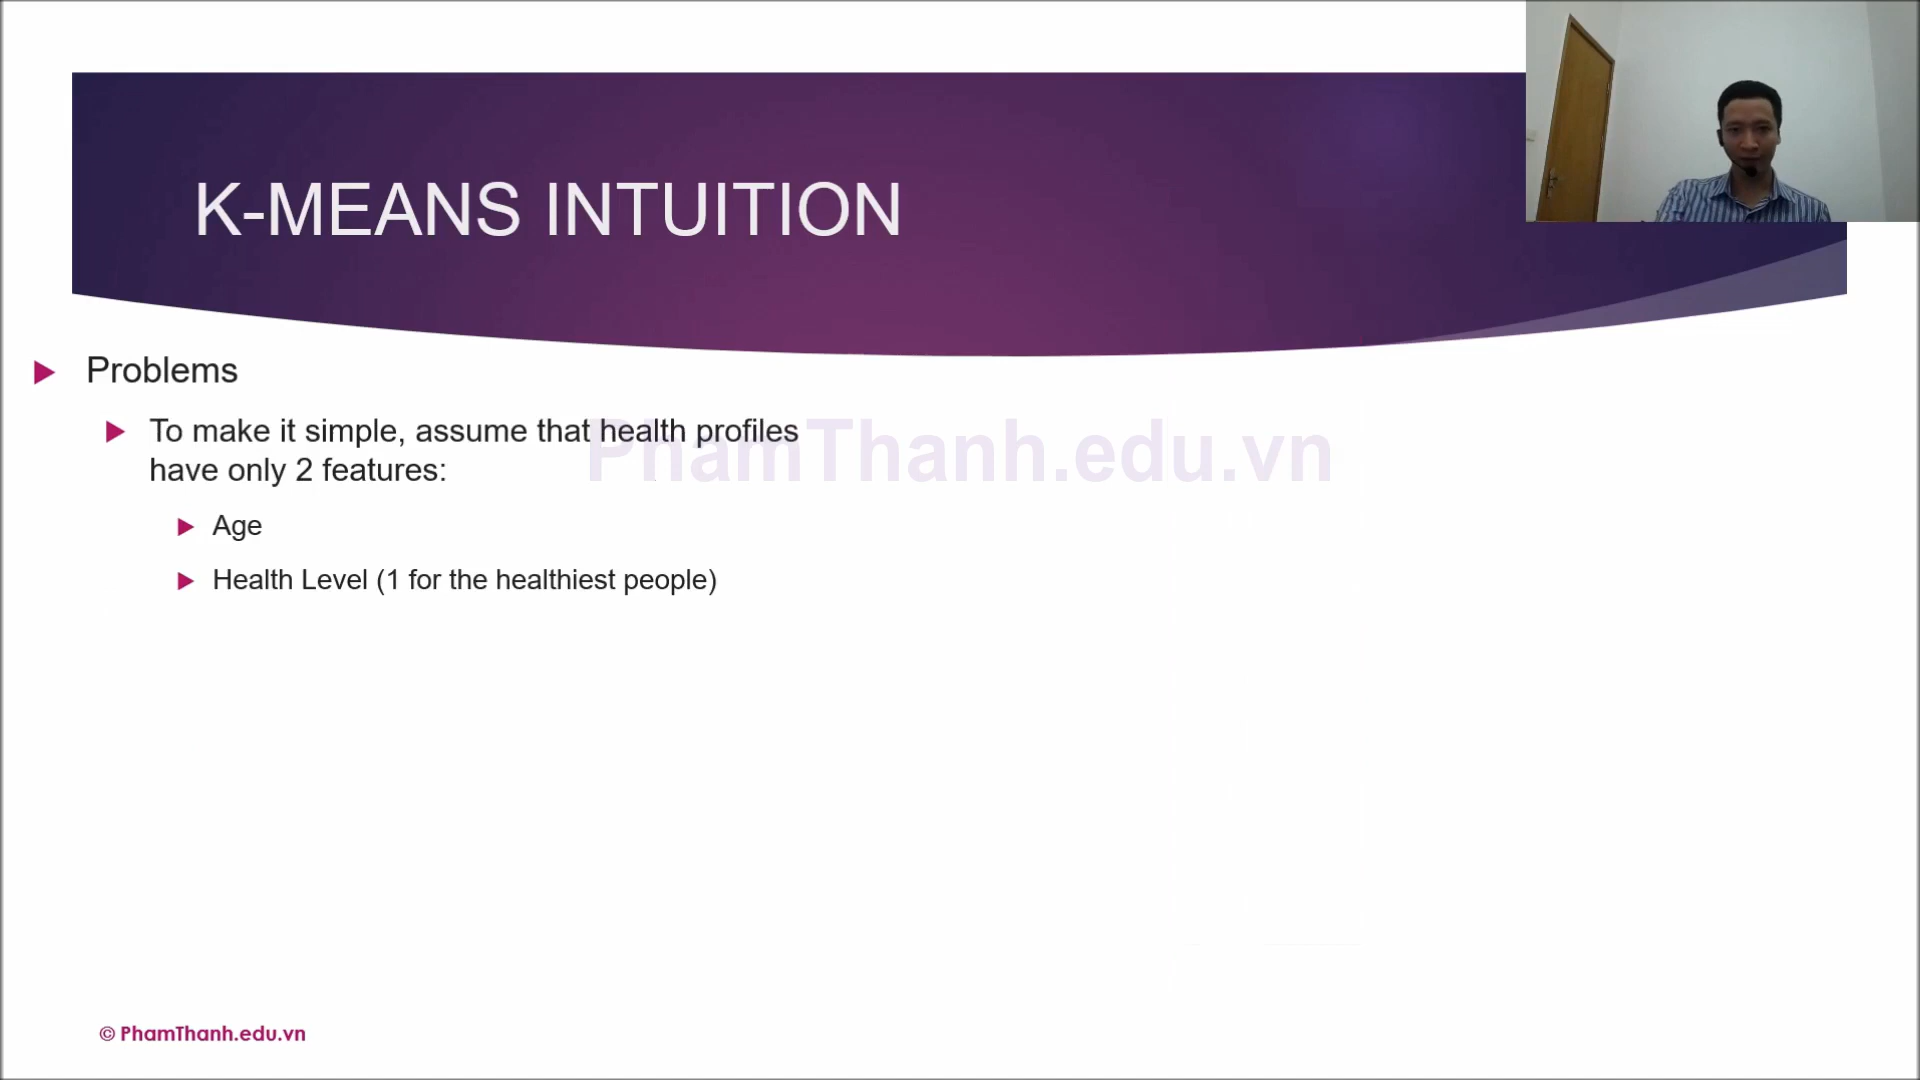 K-MEANS INTUITION
Problems
To make it simple, assume that health profiles
have only 2 features:
PhamThanh.edu.vn
Age
Health Level (1 for the healthiest people)
© PhamThanh.edu.vn